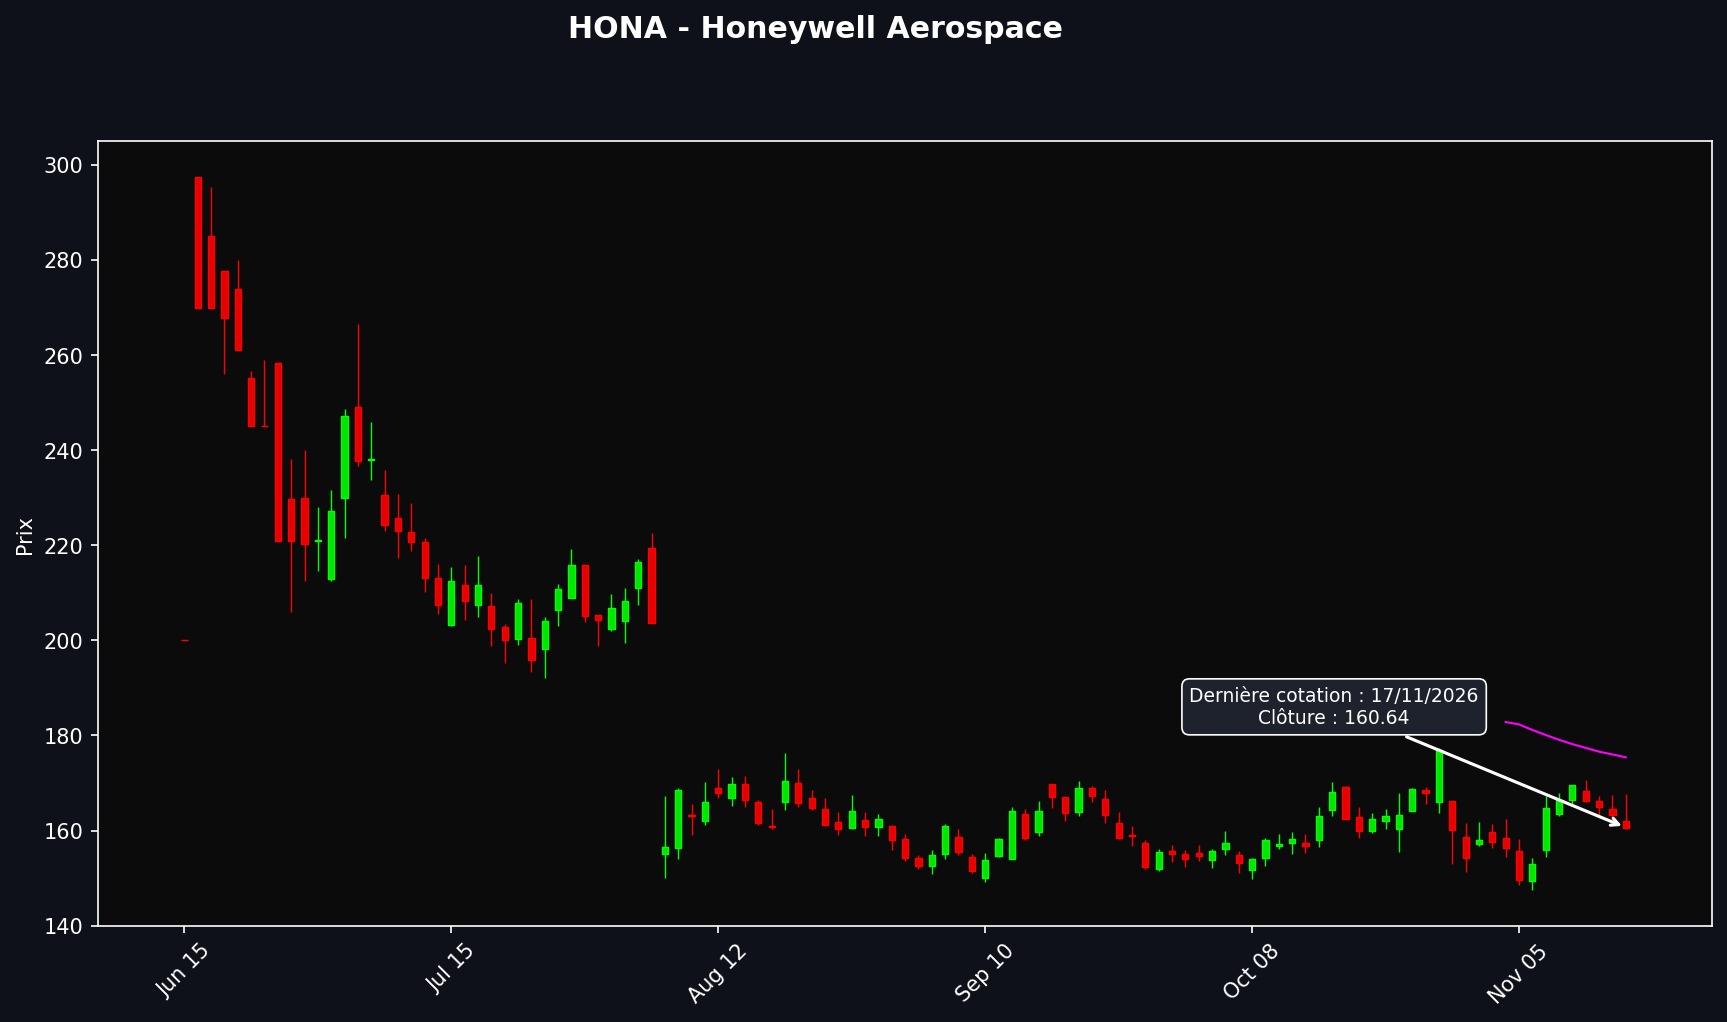 HONA - Honeywell Aerospace
300
280
260
240
220
200
180
160
140
Prix
Dernière cotation : 17/11/2026
Clôture : 160.64
Jun 15
Jul 15
Aug 12
Sep 10
Oct 08
Nov 05